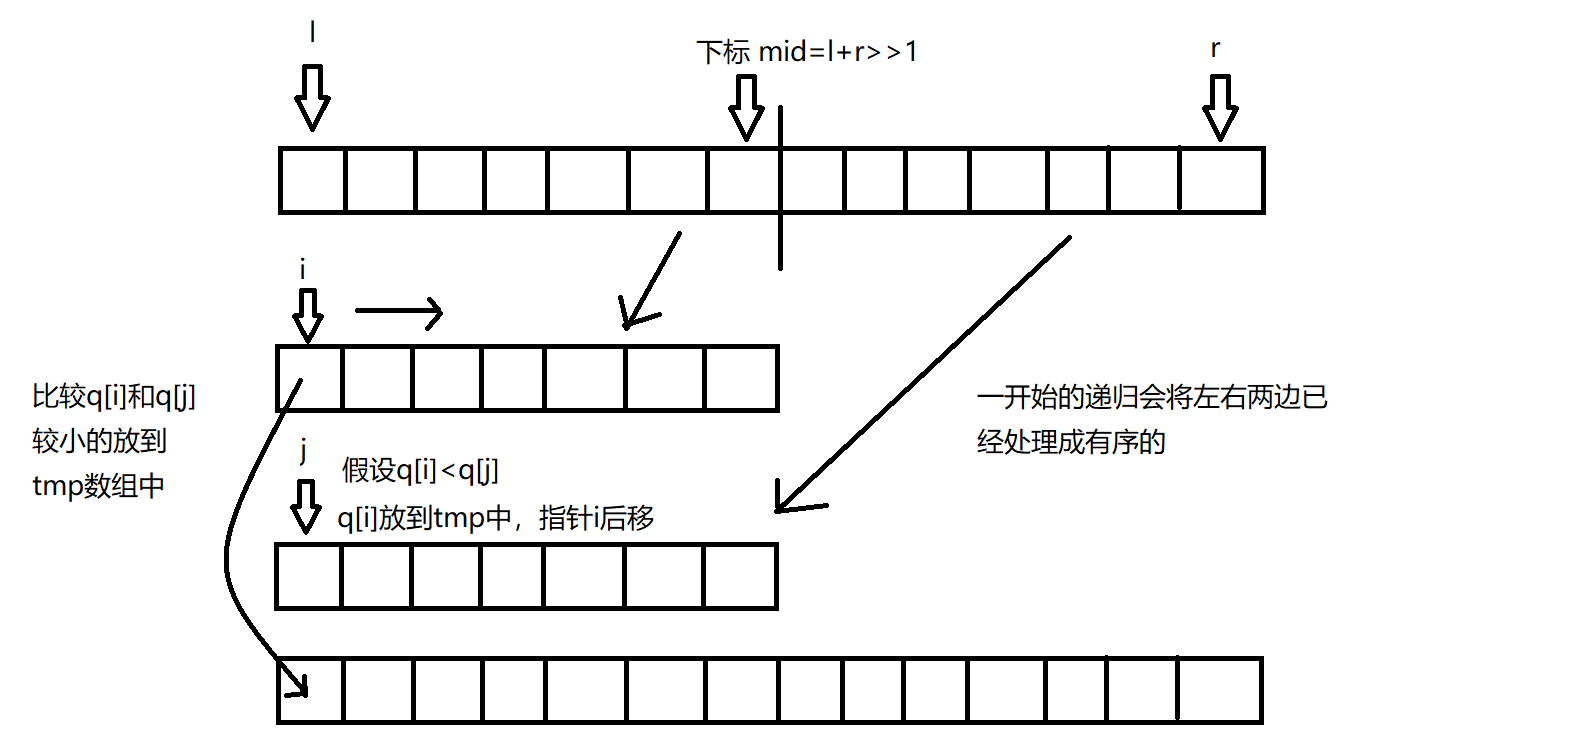 l
下标 mid=l+r>>1
r
i
比较q[i]和q[j]
较小的放到
tmp数组中
j
假设q[i]<q[j]
q[i]放到tmp中，指针i后移
一开始的递归会将左右两边已
经处理成有序的